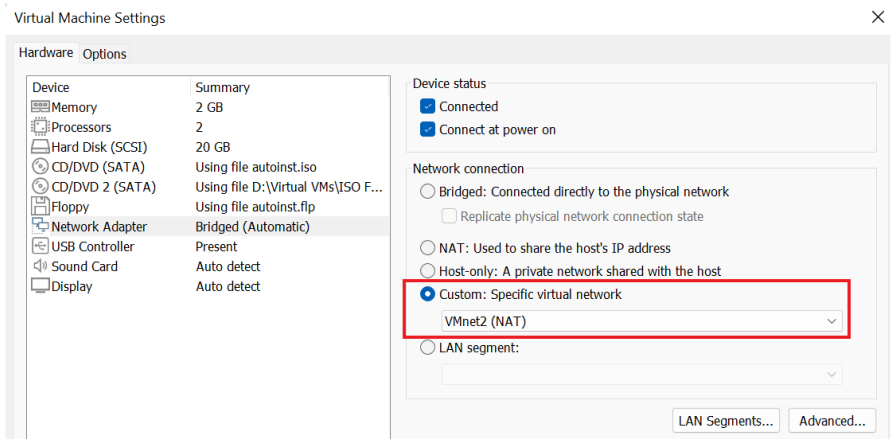 Virtual Machine Settings
Hardware Options
Device Summary
Memory 2 GB
Processors 2
Hard Disk (SCSI) 20 GB
CD/DVD (SATA) Using file autoinst.iso
CD/DVD 2 (SATA) Using file D:\Virtual VMs\ISO F...
Floppy Using file autoinst.flp
Network Adapter Bridged (Automatic)
USB Controller Present
Sound Card Auto detect
Display Auto detect
Device status
Connected
Connect at power on
Network connection
Bridged: Connected directly to the physical network
Replicate physical network connection state
NAT: Used to share the host's IP address
Host-only: A private network shared with the host
Custom: Specific virtual network
VMnet2 (NAT)
LAN segment:
LAN Segments... Advanced...